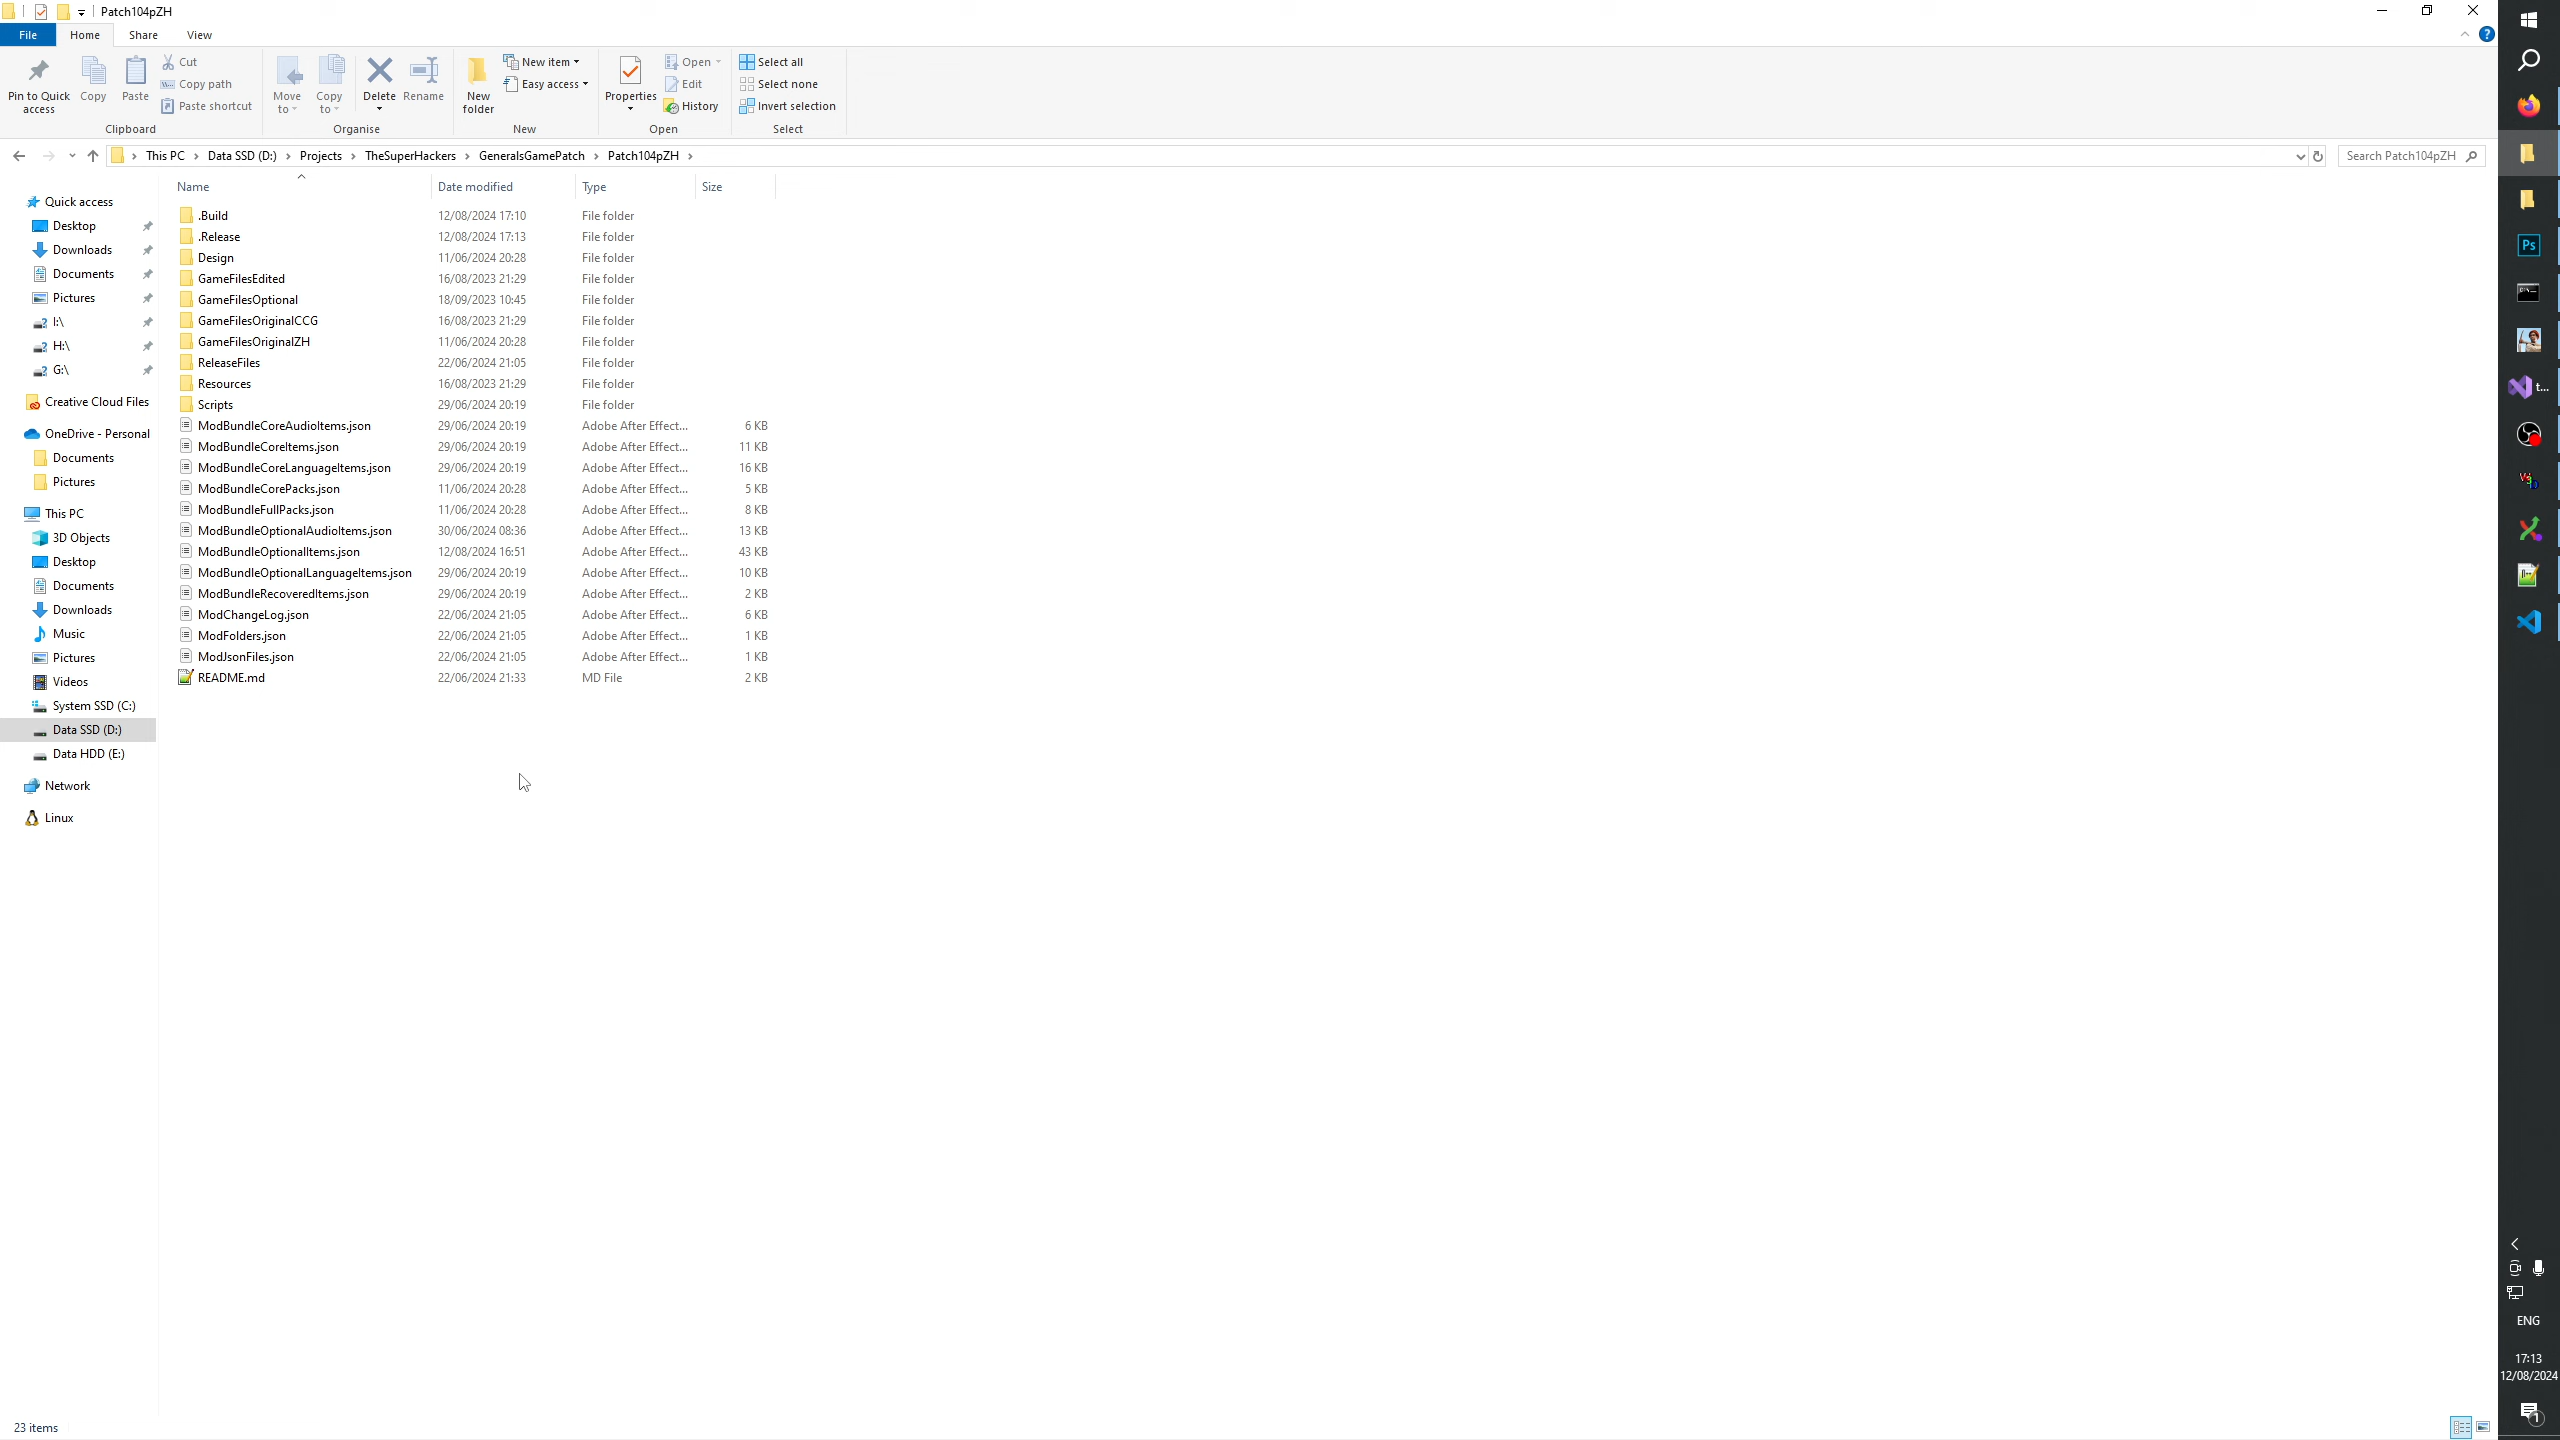 Patch104pZH
File Home Share View
Pin to Quick access
Copy
Paste
Cut
Copy path
Paste shortcut
Clipboard
Move to
Copy to
Delete
Rename
Organise
New folder
New item
Easy access
New
Properties
Open
Edit
History
Open
Select all
Select none
Invert selection
Select
This PC Data SSD (D:) Projects TheSuperHackers GeneralsGamePatch Patch104pZH
Search Patch104pZH
Quick access
Desktop
Downloads
Documents
Pictures
I:\
H:\
G:\
Creative Cloud Files
OneDrive - Personal
Documents
Pictures
This PC
3D Objects
Desktop
Documents
Downloads
Music
Pictures
Videos
System SSD (C:)
Data SSD (D:)
Data HDD (E:)
Network
Linux
Name Date modified Type Size
.Build 12/08/2024 17:10 File folder
.Release 12/08/2024 17:13 File folder
Design 11/06/2024 20:28 File folder
GameFilesEdited 16/08/2023 21:29 File folder
GameFilesOptional 18/09/2023 10:45 File folder
GameFilesOriginalCCG 16/08/2023 21:29 File folder
GameFilesOriginalZH 11/06/2024 20:28 File folder
ReleaseFiles 22/06/2024 21:05 File folder
Resources 16/08/2023 21:29 File folder
Scripts 29/06/2024 20:19 File folder
ModBundleCoreAudioItems.json 29/06/2024 20:19 Adobe After Effect... 6 KB
ModBundleCoreItems.json 29/06/2024 20:19 Adobe After Effect... 11 KB
ModBundleCoreLanguageItems.json 29/06/2024 20:19 Adobe After Effect... 16 KB
ModBundleCorePacks.json 11/06/2024 20:28 Adobe After Effect... 5 KB
ModBundleFullPacks.json 11/06/2024 20:28 Adobe After Effect... 8 KB
ModBundleOptionalAudioItems.json 30/06/2024 08:36 Adobe After Effect... 13 KB
ModBundleOptionalItems.json 12/08/2024 16:51 Adobe After Effect... 43 KB
ModBundleOptionalLanguageItems.json 29/06/2024 20:19 Adobe After Effect... 10 KB
ModBundleRecoveredItems.json 29/06/2024 20:19 Adobe After Effect... 2 KB
ModChangeLog.json 22/06/2024 21:05 Adobe After Effect... 6 KB
ModFolders.json 22/06/2024 21:05 Adobe After Effect... 1 KB
ModJsonFiles.json 22/06/2024 21:05 Adobe After Effect... 1 KB
README.md 22/06/2024 21:33 MD File 2 KB
23 items
Ps
t...
ENG
17:13
12/08/2024
1